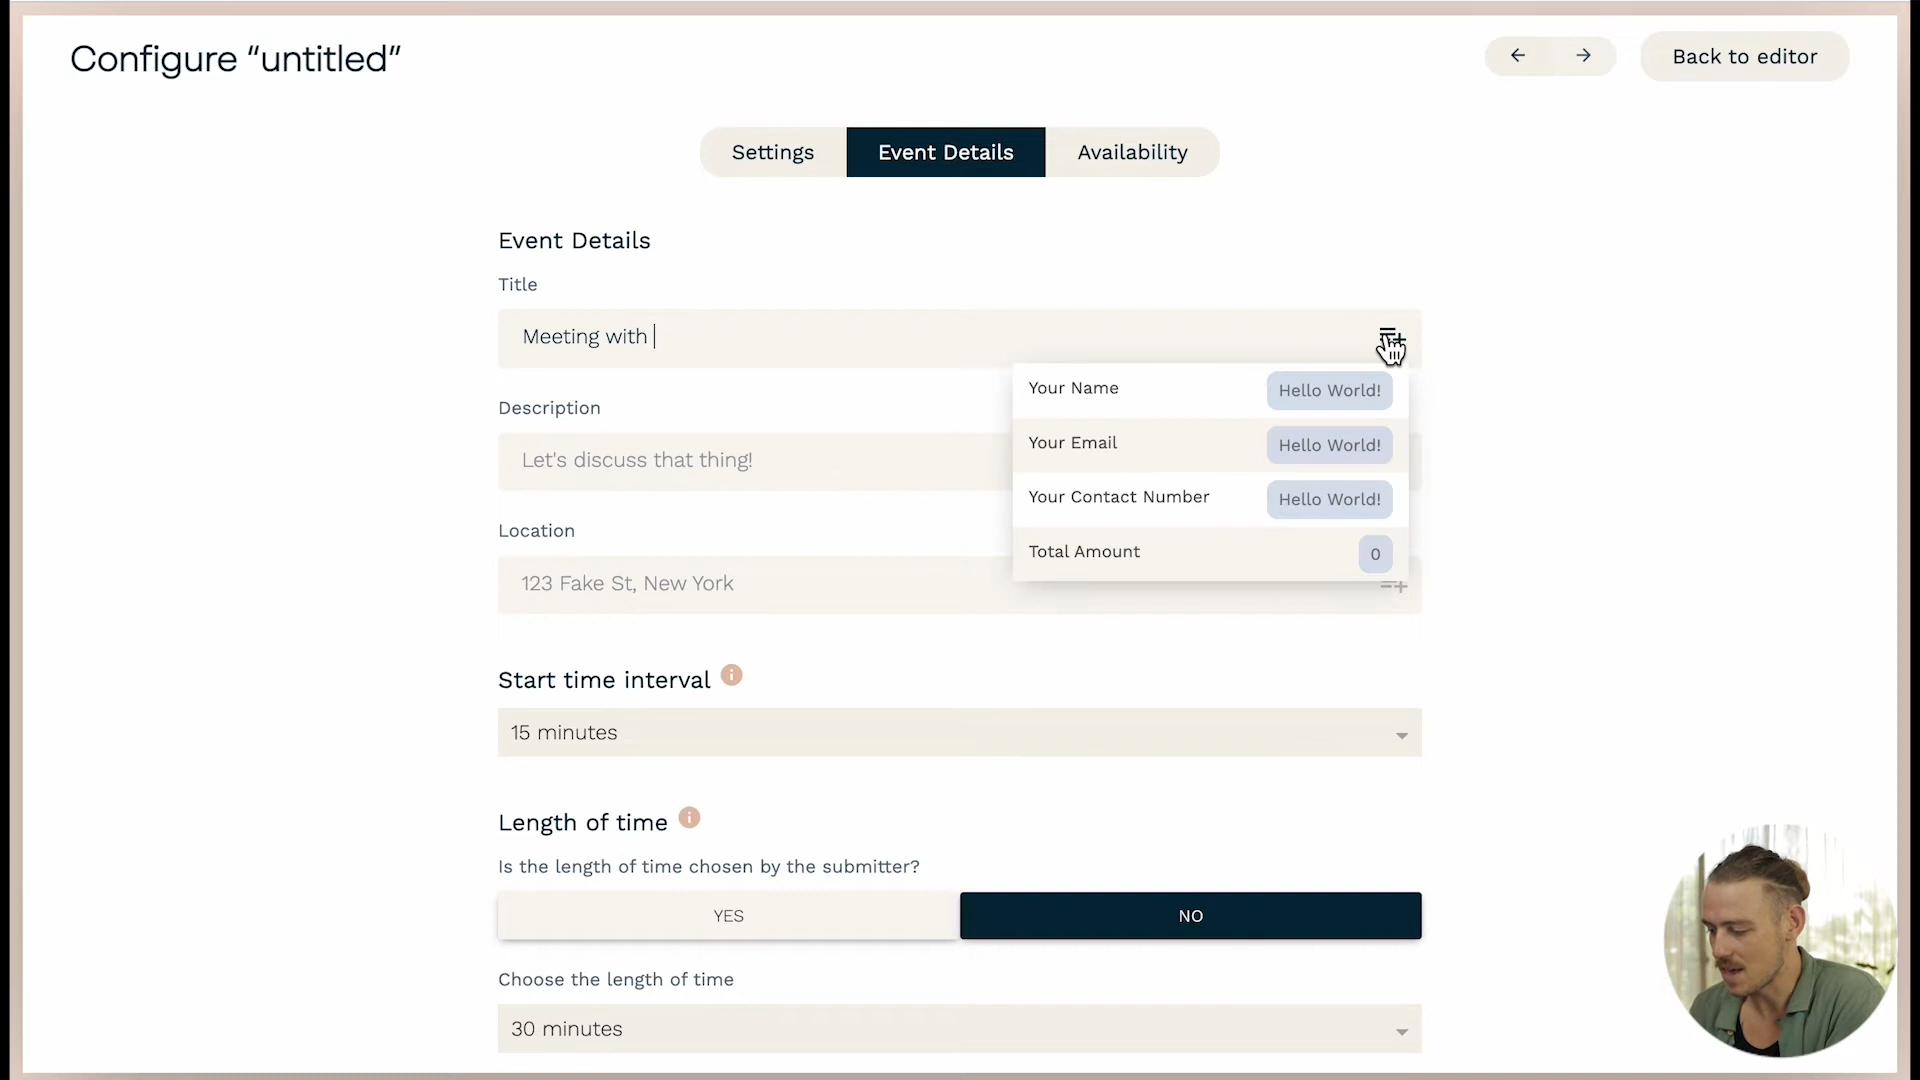 Configure “untitled”
Back to editor
Settings
Event Details
Availability
Event Details
Title
Meeting with
Your Name
Hello World!
Your Email
Hello World!
Your Contact Number
Hello World!
Total Amount
0
Description
Let's discuss that thing!
Location
123 Fake St, New York
Start time interval
15 minutes
Length of time
Is the length of time chosen by the submitter?
YES
NO
Choose the length of time
30 minutes